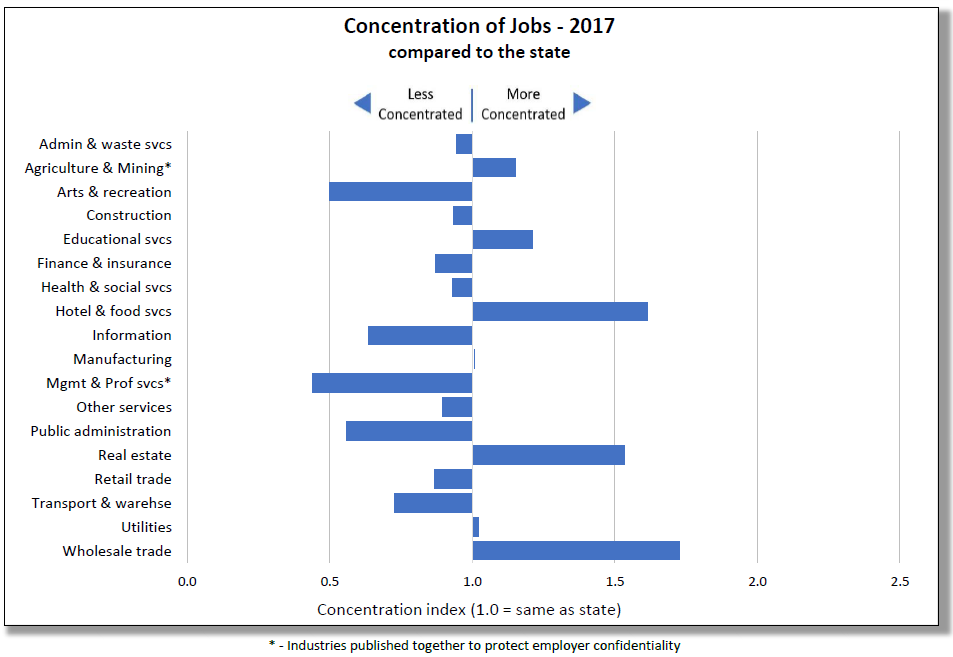 Concentration of Jobs - 2017
compared to the state
Less
Concentrated
More
Concentrated
Admin & waste svcs
Agriculture & Mining*
Arts & recreation
Construction
Educational svcs
Finance & insurance
Health & social svcs
Hotel & food svcs
Information
Manufacturing
Mgmt & Prof svcs*
Other services
Public administration
Real estate
Retail trade
Transport & warehse
Utilities
Wholesale trade
0.0 0.5 1.0 1.5 2.0 2.5
Concentration index (1.0 = same as state)
* - Industries published together to protect employer confidentiality